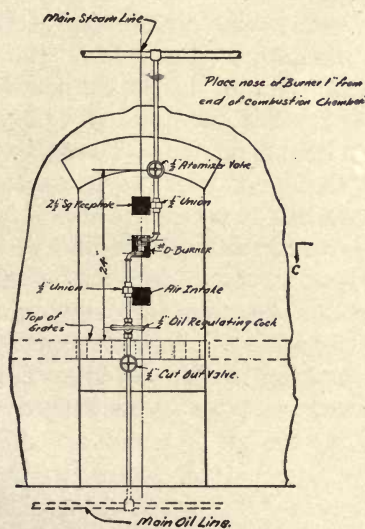 Main Steam Line
Place nose of Burner 1" from
end of Combustion Chamber
½" Atomizer Valve
2½" Sq Peephole
½" Union
#0-BURNER
24"
C
½" Union
Air Intake
Top of
Grates
½" Oil Regulating Cock
½" Cut Out Valve.
Main Oil Line.